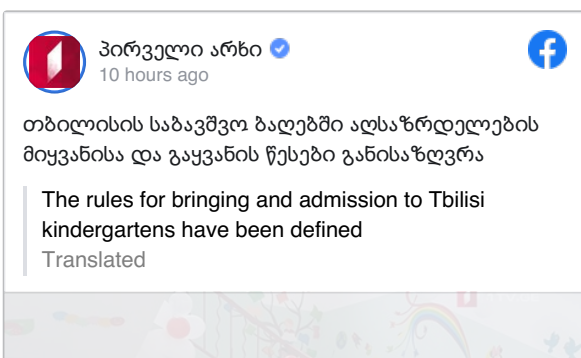 პირველი არხი
10 hours ago
თბილისის საბავშვო ბაღებში აღსაზრდელების
მიყვანისა და გაყვანის წესები განისაზღვრა
The rules for bringing and admission to Tbilisi
kindergartens have been defined
Translated